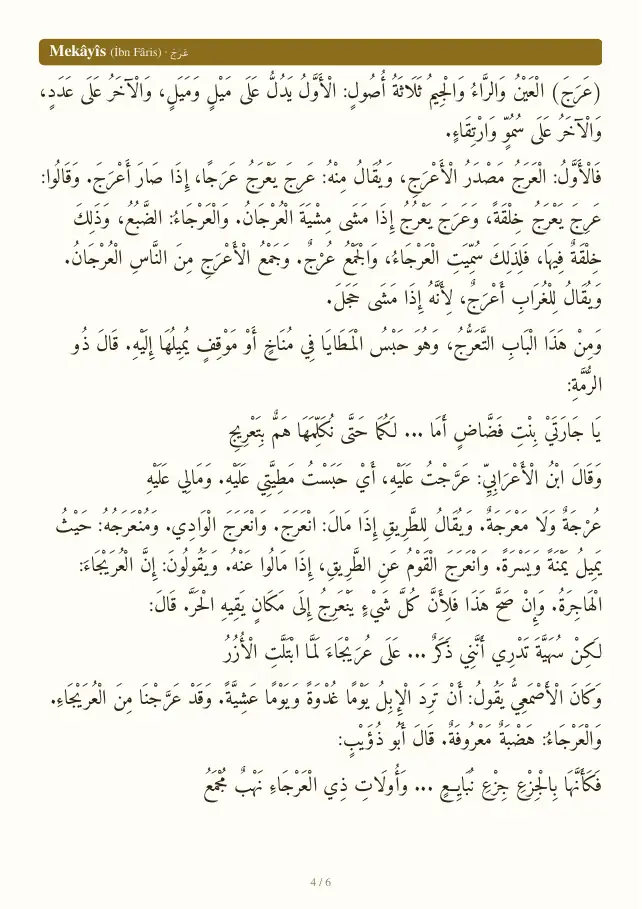 Mekâyîs (İbn Fâris) · عَرَجَ
(عَرَجَ) الْعَيْنُ وَالرَّاءُ وَالْجِيمُ ثَلَاثَةُ أُصُولٍ: الْأَوَّلُ يَدُلُّ عَلَى مَيْلٍ وَمَيَلٍ، وَالْآخَرُ عَلَى عَدَدٍ،
وَالْآخَرُ عَلَى سُمُوٍّ وَارْتِقَاءٍ.
فَالْأَوَّلُ: الْعَرَجُ مَصْدَرُ الْأَعْرَجِ، وَيُقَالُ مِنْهُ: عَرِجَ يَعْرَجُ عَرَجًا، إِذَا صَارَ أَعْرَجَ. وَقَالُوا:
عَرِجَ يَعْرَجُ خِلْقَةً، وَعَرَجَ يَعْرُجُ إِذَا مَشَى مِشْيَةَ الْعُرْجَانُ. وَالْعَرْجَاءُ: الضَّبُعُ، وَذَلِكَ
خِلْقَةٌ فِيهَا، فَلِذَلِكَ سُمِّيَتِ الْعَرْجَاءُ، وَالْجَمْعُ عُرْجٌ. وَجَمْعُ الْأَعْرَجِ مِنَ النَّاسِ الْعُرْجَانُ.
وَيُقَالُ لِلْغُرَابِ أَعْرَجُ، لِأَنَّهُ إِذَا مَشَى حَجَلَ.
وَمِنْ هَذَا الْبَابِ التَّعَرُّجُ، وَهُوَ حَبْسُ الْمَطَايَا فِي مُنَاخٍ أَوْ مَوْقِفٍ يُمِيلُهَا إِلَيْهِ. قَالَ ذُو
الرُّمَّةِ:
يَا جَارَتَيْ بِنْتِ فَضَّاضٍ أَمَا ... لَكُمَا حَتَّى نُكَلِّمَهَا هَمٌّ بِتَعْرِيجِ
وَقَالَ ابْنُ الْأَعْرَابِيِّ: عَرَّجْتُ عَلَيْهِ، أَيْ حَبَسْتُ مَطِيَّتِي عَلَيْهِ. وَمَالِي عَلَيْهِ
عُرْجَةٌ وَلَا مَعْرَجَةٌ. وَيُقَالُ لِلطَّرِيقِ إِذَا مَالَ: انْعَرَجَ. وَانْعَرَجَ الْوَادِي. وَمُنْعَرَجُهُ: حَيْثُ
يَمِيلُ يَمْنَةً وَيَسْرَةً. وَانْعَرَجَ الْقَوْمُ عَنِ الطَّرِيقِ، إِذَا مَالُوا عَنْهُ. وَيَقُولُونَ: إِنَّ الْعُرَيْجَاءَ:
الْهَاجِرَةُ. وَإِنْ صَحَّ هَذَا فَلِأَنَّ كُلَّ شَيْءٍ يَنْعَرِجُ إِلَى مَكَانٍ يَقِيهِ الْحَرَّ. قَالَ:
لَكِنْ سُهَيَّةَ تَدْرِي أَنَّنِي ذَكَرٌ ... عَلَى عُرَيْجَاءَ لَمَّا ابْتَلَّتِ الْأُزُرُ
وَكَانَ الْأَصْمَعِيُّ يَقُولُ: أَنْ تَرِدَ الْإِبِلُ يَوْمًا غُدْوَةً وَيَوْمًا عَشِيَّةً. وَقَدْ عَرَّجْنَا مِنَ الْعُرَيْجَاءِ.
وَالْعَرْجَاءُ: هَضْبَةٌ مَعْرُوفَةٌ. قَالَ أَبُو ذُؤَيْبٍ:
فَكَأَنَّهَا بِالْجِزْعِ جِزْعِ نُبَايِعٍ ... وَأُولَاتِ ذِي الْعَرْجَاءِ نَهْبٌ مُجْمَعُ
4 / 6